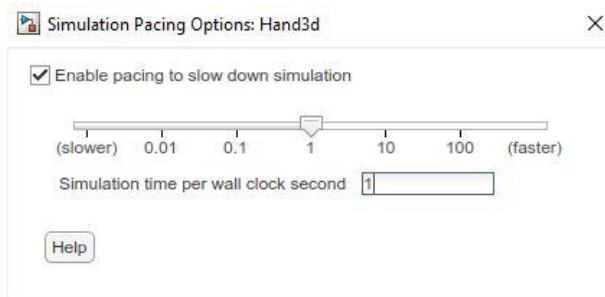 Simulation Pacing Options: Hand3d
Enable pacing to slow down simulation
(slower) 0.01 0.1 1 10 100 (faster)
Simulation time per wall clock second 1
Help